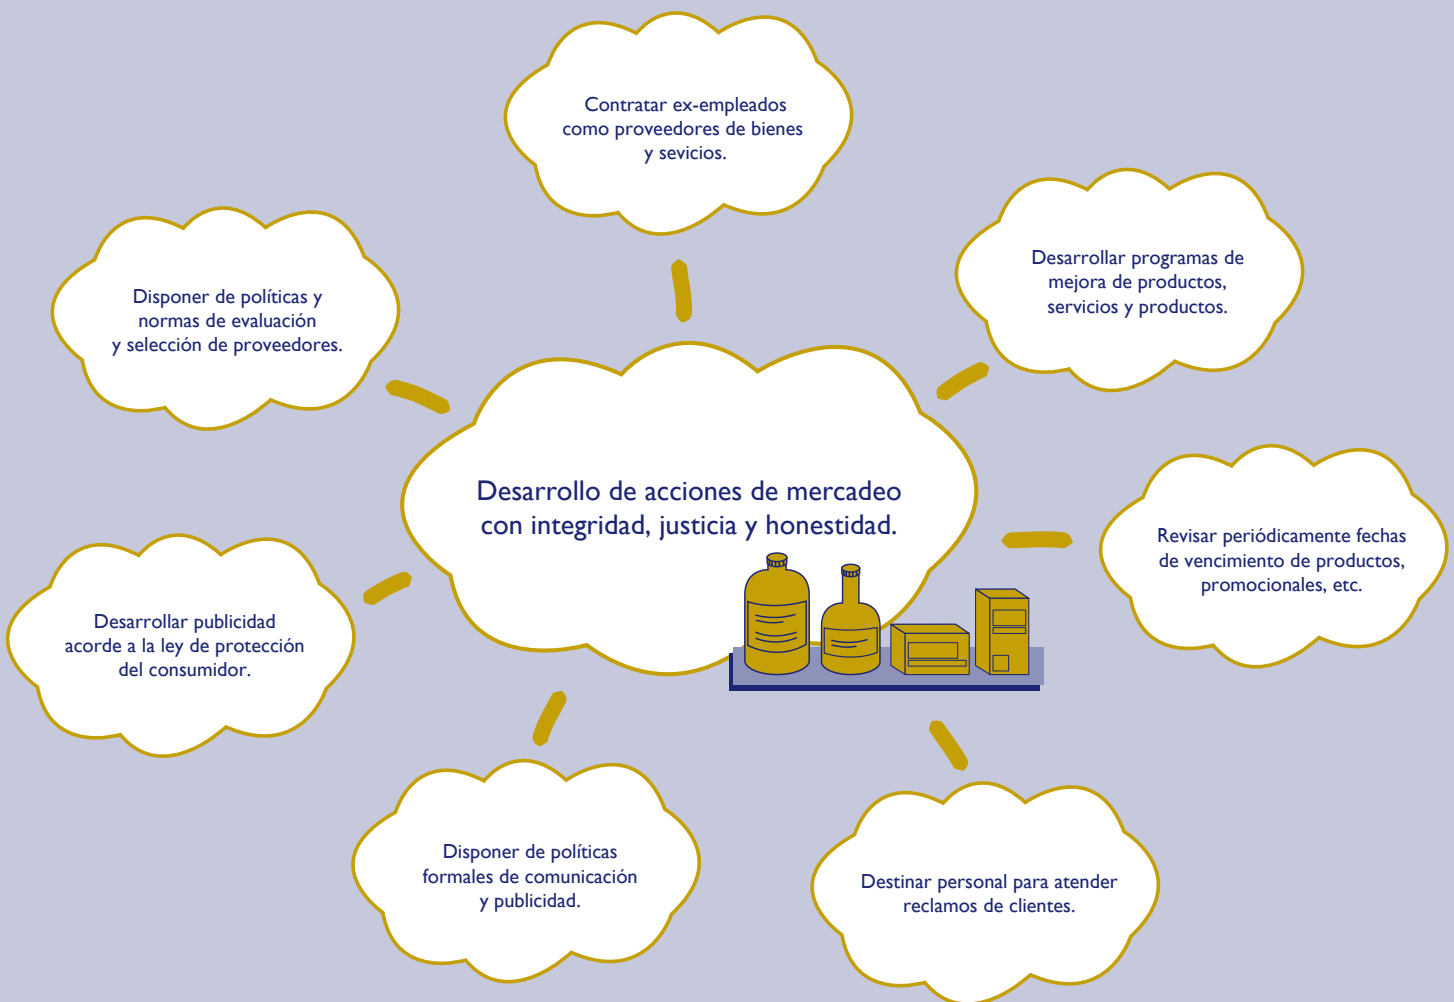 Contratar ex-empleados
como proveedores de bienes
y sevicios.
Desarrollar programas de
mejora de productos,
servicios y productos.
Disponer de políticas y
normas de evaluación
y selección de proveedores.
Desarrollo de acciones de mercadeo
con integridad, justicia y honestidad.
Revisar periódicamente fechas
de vencimiento de productos,
promocionales, etc.
Desarrollar publicidad
acorde a la ley de protección
del consumidor.
Disponer de políticas
formales de comunicación
y publicidad.
Destinar personal para atender
reclamos de clientes.